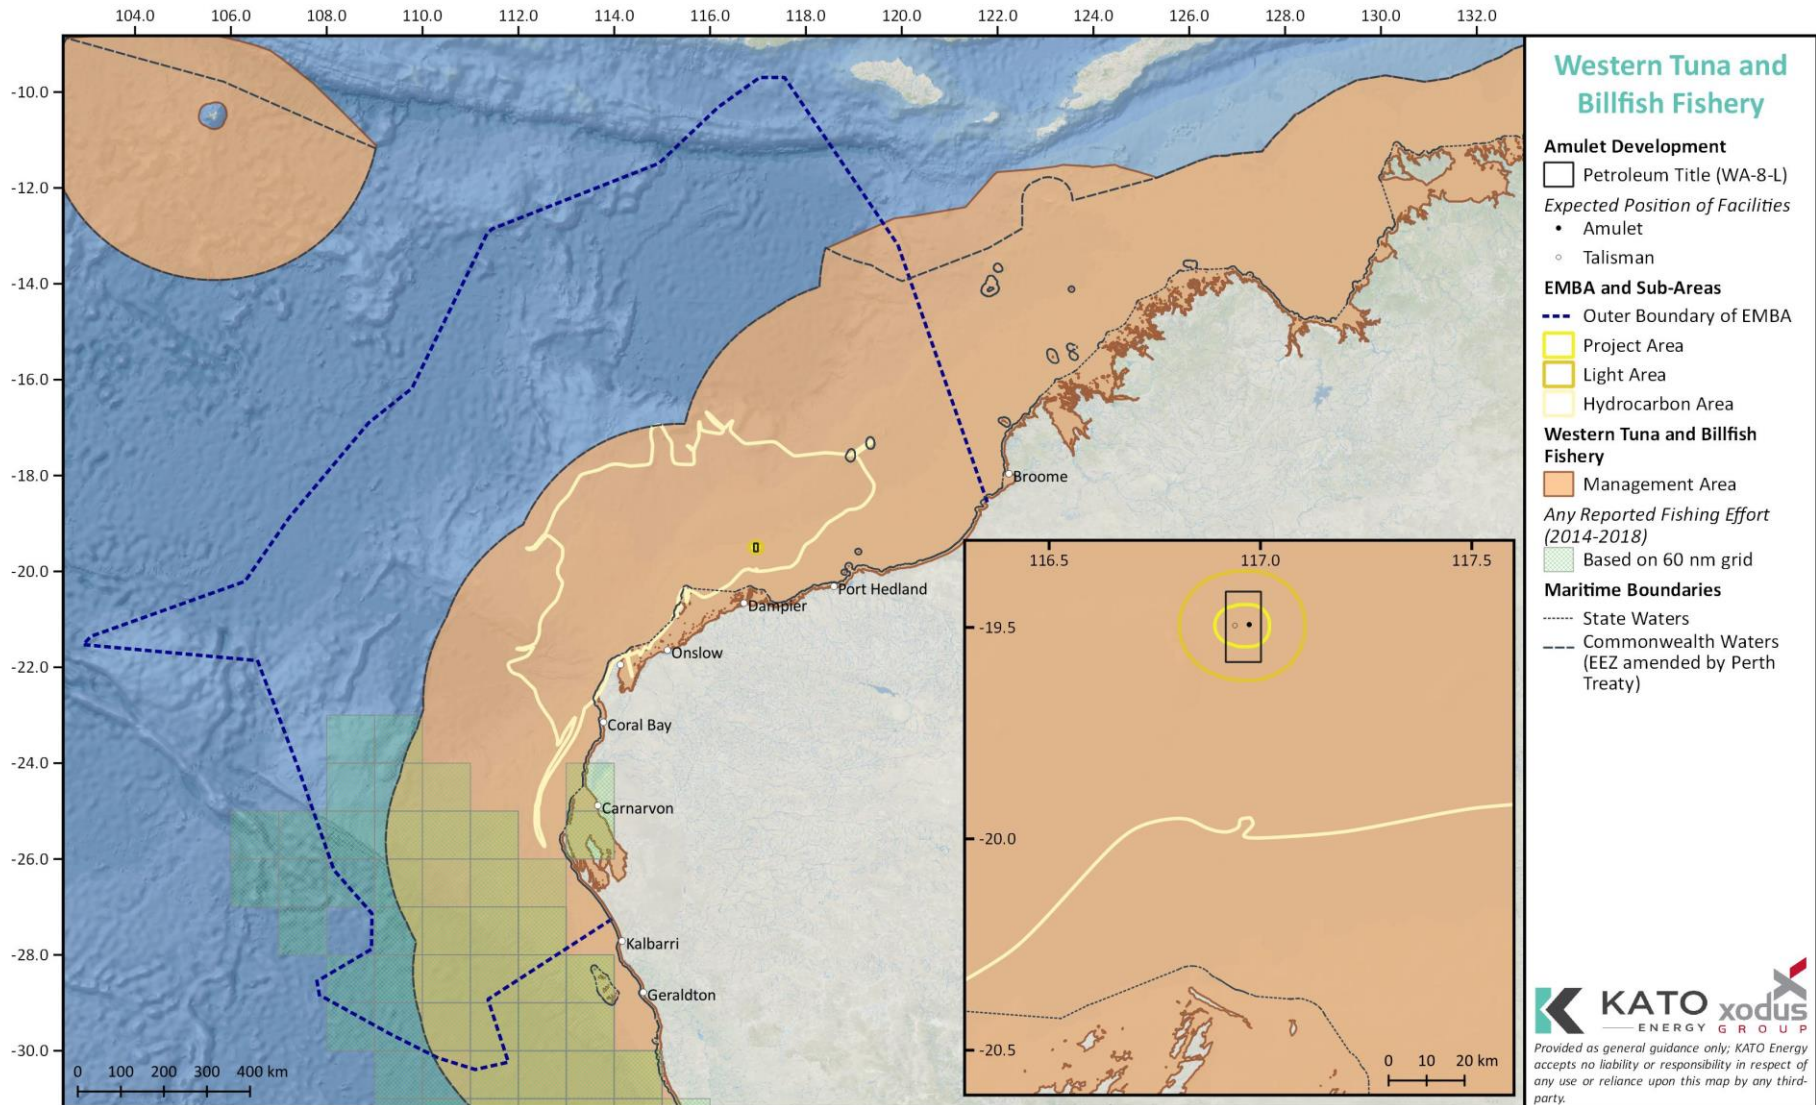 104.0 106.0 108.0 110.0 112.0 114.0 116.0 118.0 120.0 122.0 124.0 126.0 128.0 130.0 132.0
-10.0
-12.0
-14.0
-16.0
-18.0
-20.0
-22.0
-24.0
-26.0
-28.0
-30.0
Broome
Port Hedland
Dampier
Onslow
Coral Bay
Carnarvon
Kalbarri
Geraldton
0 100 200 300 400 km
116.5 117.0 117.5
-19.5
-20.0
-20.5
0 10 20 km
Western Tuna and
Billfish Fishery
Amulet Development
Petroleum Title (WA-8-L)
Expected Position of Facilities
Amulet
Talisman
EMBA and Sub-Areas
Outer Boundary of EMBA
Project Area
Light Area
Hydrocarbon Area
Western Tuna and Billfish
Fishery
Management Area
Any Reported Fishing Effort
(2014-2018)
Based on 60 nm grid
Maritime Boundaries
State Waters
Commonwealth Waters
(EEZ amended by Perth
Treaty)
KATO
ENERGY
xodus
GROUP
Provided as general guidance only; KATO Energy
accepts no liability or responsibility in respect of
any use or reliance upon this map by any third-
party.